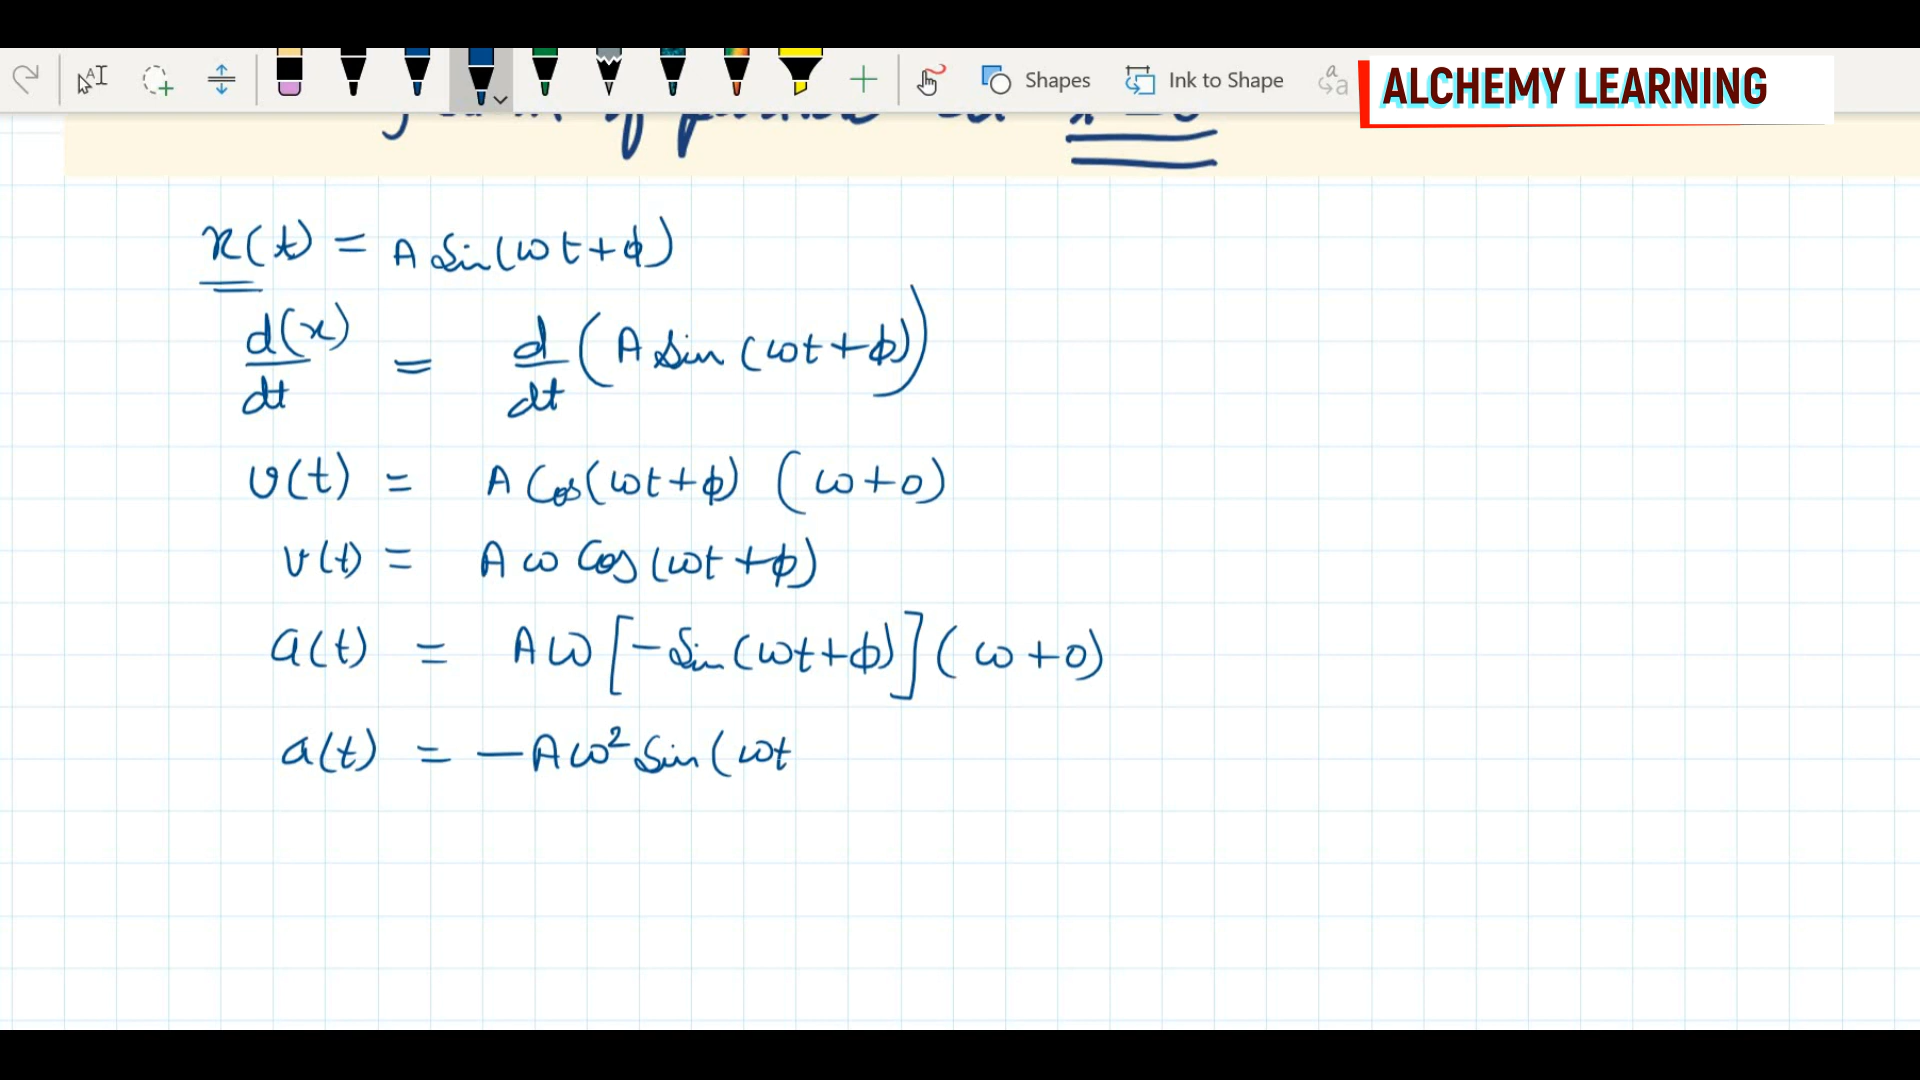 Shapes Ink to Shape
ALCHEMY LEARNING
of
x(t) = A Sin(ωt+ϕ)
d(x)/dt = d/dt (A Sin (ωt+ϕ))
v(t) = A Cos(ωt+ϕ) (ω+0)
v(t) = A ω Cos(ωt+ϕ)
a(t) = Aω [-Sin(ωt+ϕ)] (ω+0)
a(t) = -Aω² Sin(ωt